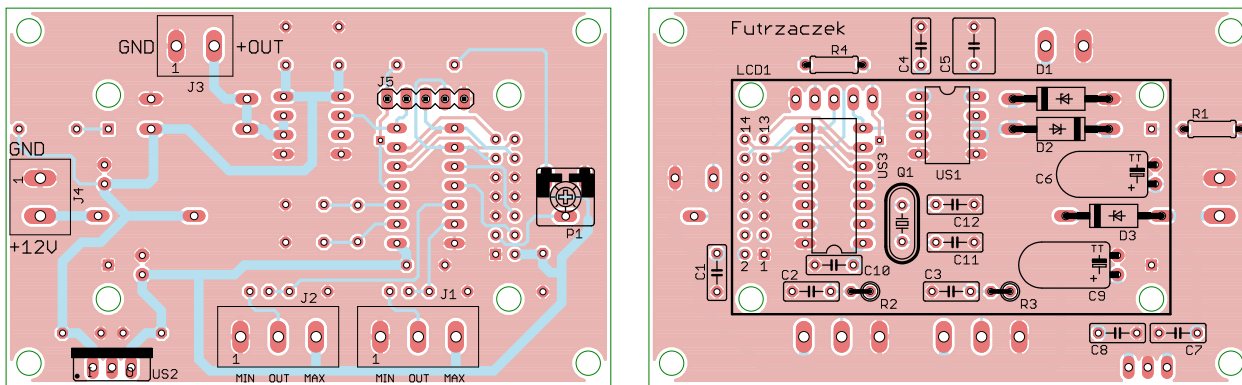 GND
+OUT
1
J3
J5
GND
1
J4
+12V
P1
J2
J1
1
1
US2
I
O
MIN OUT MAX
MIN OUT MAX
Futrzaczek
C4
C5
D1
R4
LCD1
R1
14
13
US3
US1
D2
Q1
C6
TT
+
C12
D3
C11
C1
2
1
C10
TT
+
C2
C3
R2
R3
C9
C8
C7